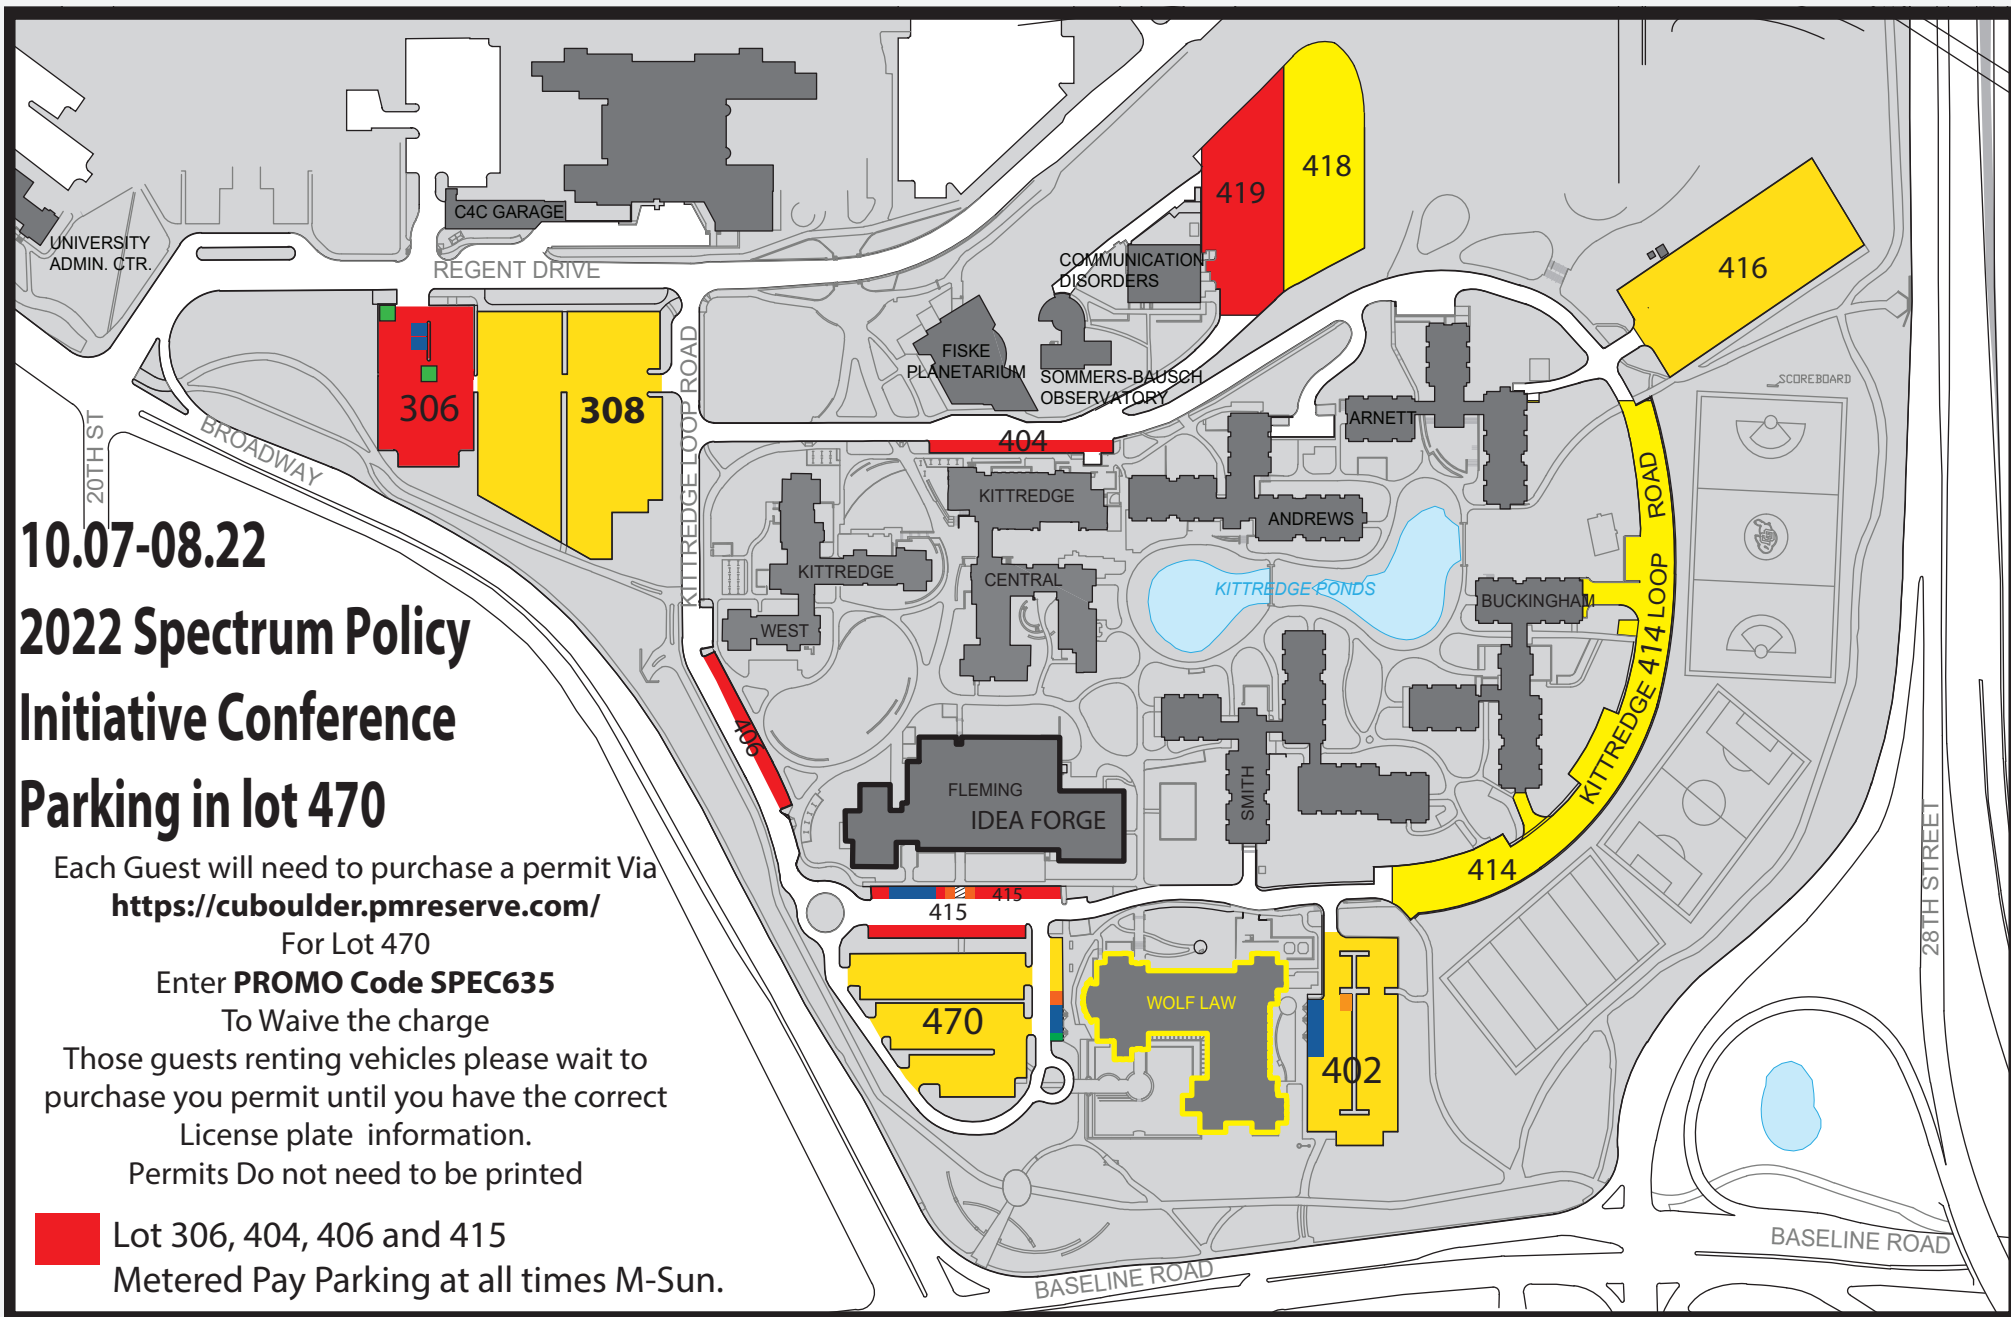 10.07-08.22
2022 Spectrum Policy
Initiative Conference
Parking in lot 470
Each Guest will need to purchase a permit Via
https://cuboulder.pmreserve.com/
For Lot 470
Enter PROMO Code SPEC635
To Waive the charge
Those guests renting vehicles please wait to
purchase you permit until you have the correct
License plate information.
Permits Do not need to be printed
Lot 306, 404, 406 and 415
Metered Pay Parking at all times M-Sun.
UNIVERSITY
ADMIN. CTR.
C4C GARAGE
REGENT DRIVE
20TH ST
BROADWAY
306
308
KITTREDGE LOOP ROAD
FISKE
PLANETARIUM
COMMUNICATION
DISORDERS
SOMMERS-BAUSCH
OBSERVATORY
419
418
416
SCOREBOARD
404
KITTREDGE
CENTRAL
KITTREDGE
WEST
ANDREWS
ARNETT
KITTREDGE PONDS
BUCKINGHAM
KITTREDGE 414 LOOP ROAD
406
FLEMING
IDEA FORGE
SMITH
414
415
415
470
WOLF LAW
402
28TH STREET
BASELINE ROAD
BASELINE ROAD